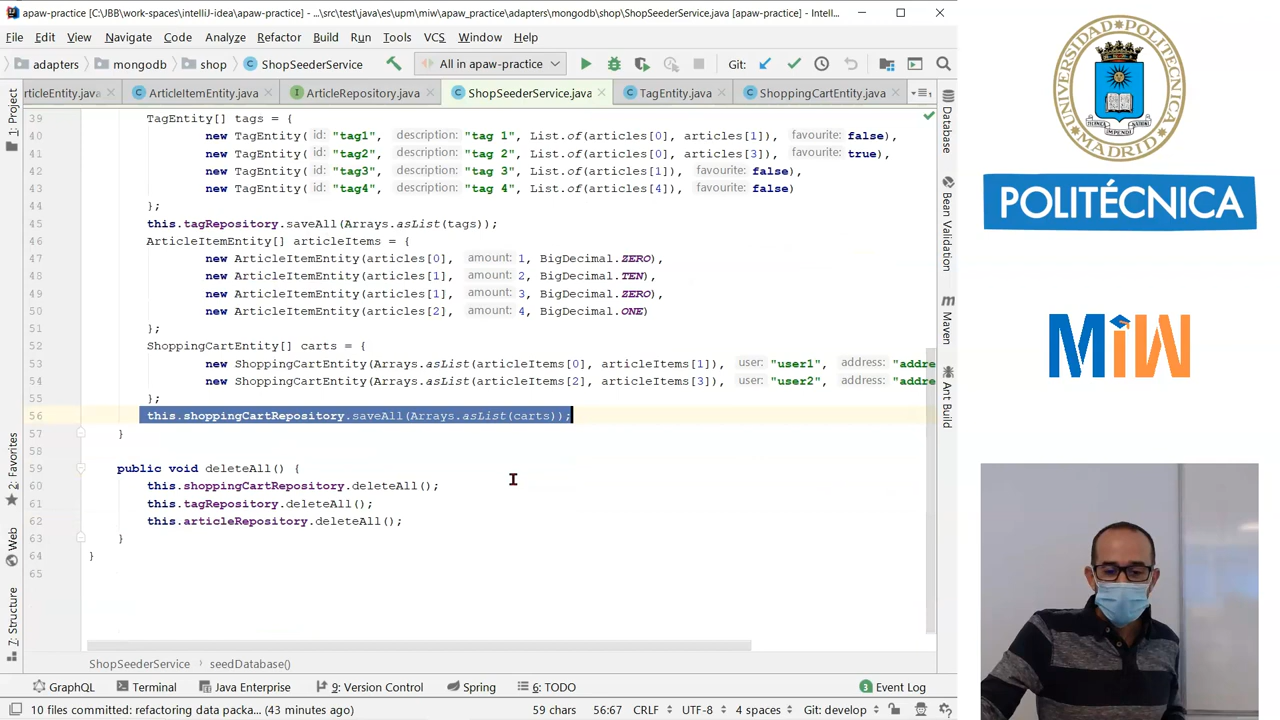 apaw-practice [C:\JBB\work-spaces\intelliJ-idea\apaw-practice] - ...\src\test\java\es\upm\miw\apaw_practice\adapters\mongodb\shop\ShopSeederService.java [apaw-practice] - Intell...
File Edit View Navigate Code Analyze Refactor Build Run Tools VCS Window Help
adapters mongodb shop ShopSeederService All in apaw-practice Git:
rticleEntity.java ArticleItemEntity.java ArticleRepository.java ShopSeederService.java TagEntity.java ShoppingCartEntity.java
39 TagEntity[] tags = {
40 new TagEntity( id: "tag1", description: "tag 1", List.of(articles[0], articles[1]), favourite: false),
41 new TagEntity( id: "tag2", description: "tag 2", List.of(articles[0], articles[3]), favourite: true),
42 new TagEntity( id: "tag3", description: "tag 3", List.of(articles[1]), favourite: false),
43 new TagEntity( id: "tag4", description: "tag 4", List.of(articles[4]), favourite: false)
44 };
45 this.tagRepository.saveAll(Arrays.asList(tags));
46 ArticleItemEntity[] articleItems = {
47 new ArticleItemEntity(articles[0], amount: 1, BigDecimal.ZERO),
48 new ArticleItemEntity(articles[1], amount: 2, BigDecimal.TEN),
49 new ArticleItemEntity(articles[1], amount: 3, BigDecimal.ZERO),
50 new ArticleItemEntity(articles[2], amount: 4, BigDecimal.ONE)
51 };
52 ShoppingCartEntity[] carts = {
53 new ShoppingCartEntity(Arrays.asList(articleItems[0], articleItems[1]), user: "user1", address: "addre
54 new ShoppingCartEntity(Arrays.asList(articleItems[2], articleItems[3]), user: "user2", address: "addre
55 };
56 this.shoppingCartRepository.saveAll(Arrays.asList(carts));
57 }
58
59 public void deleteAll() {
60 this.shoppingCartRepository.deleteAll();
61 this.tagRepository.deleteAll();
62 this.articleRepository.deleteAll();
63 }
64 }
65
ShopSeederService seedDatabase()
GraphQL Terminal Java Enterprise 9: Version Control Spring 6: TODO 3 Event Log
10 files committed: refactoring data packa... (43 minutes ago) 59 chars 56:67 CRLF UTF-8 4 spaces Git: develop
1: Project
2: Favorites
Web
7: Structure
Database
Bean Validation
Maven
Ant Build
UNIVERSIDAD POLITÉCNICA
MADRID
POLITÉCNICA
MiW